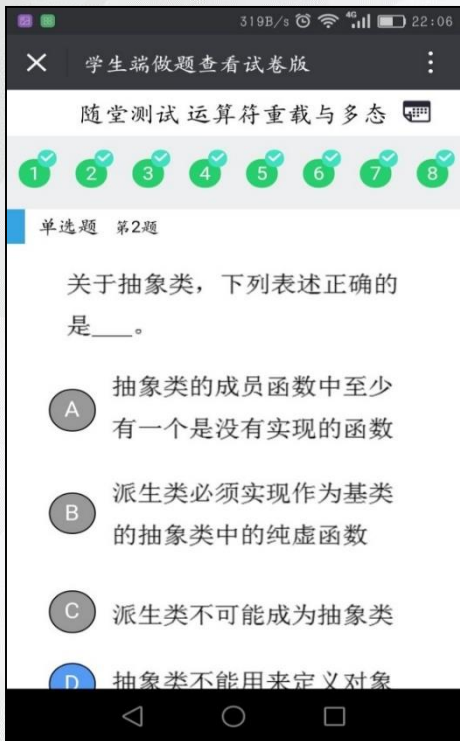 319B/s 4G 22:06
学生端做题查看试卷版
随堂测试 运算符重载与多态
1 2 3 4 5 6 7 8
单选题 第2题
关于抽象类，下列表述正确的
是___。
A 抽象类的成员函数中至少
有一个是没有实现的函数
B 派生类必须实现作为基类
的抽象类中的纯虚函数
C 派生类不可能成为抽象类
D 抽象类不能用来定义对象